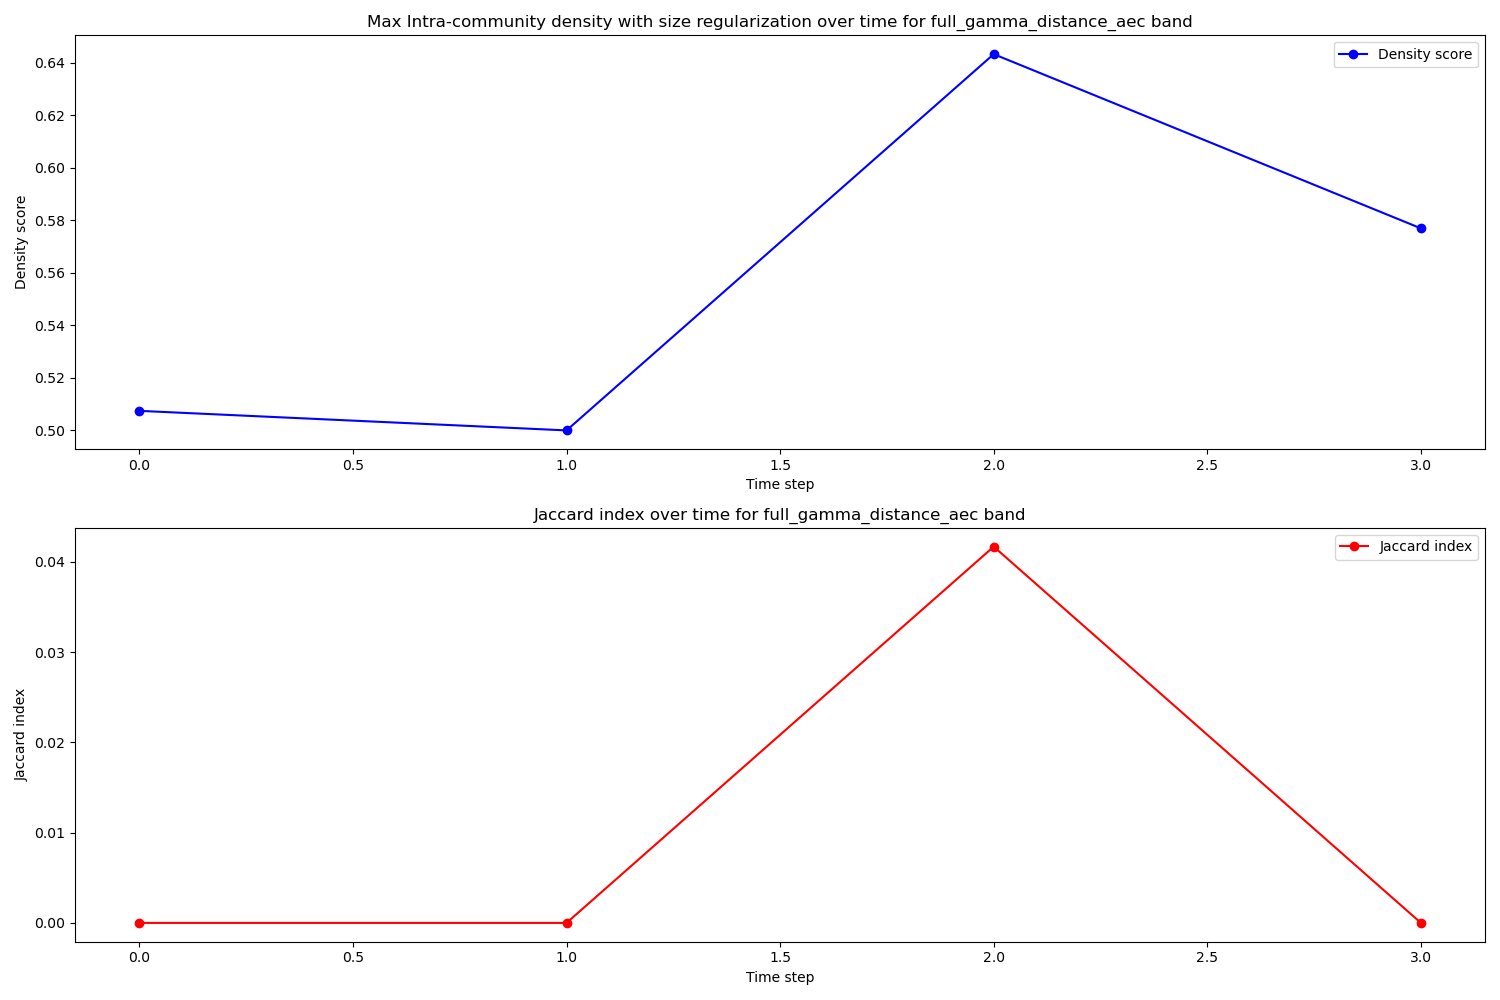 Max Intra-community density with size regularization over time for full_gamma_distance_aec band
Density score
0.64
0.62
0.60
0.58
0.56
0.54
0.52
0.50
Density score
0.0 0.5 1.0 1.5 2.0 2.5 3.0
Time step
Jaccard index over time for full_gamma_distance_aec band
Jaccard index
0.04
0.03
0.02
0.01
0.00
Jaccard index
0.0 0.5 1.0 1.5 2.0 2.5 3.0
Time step